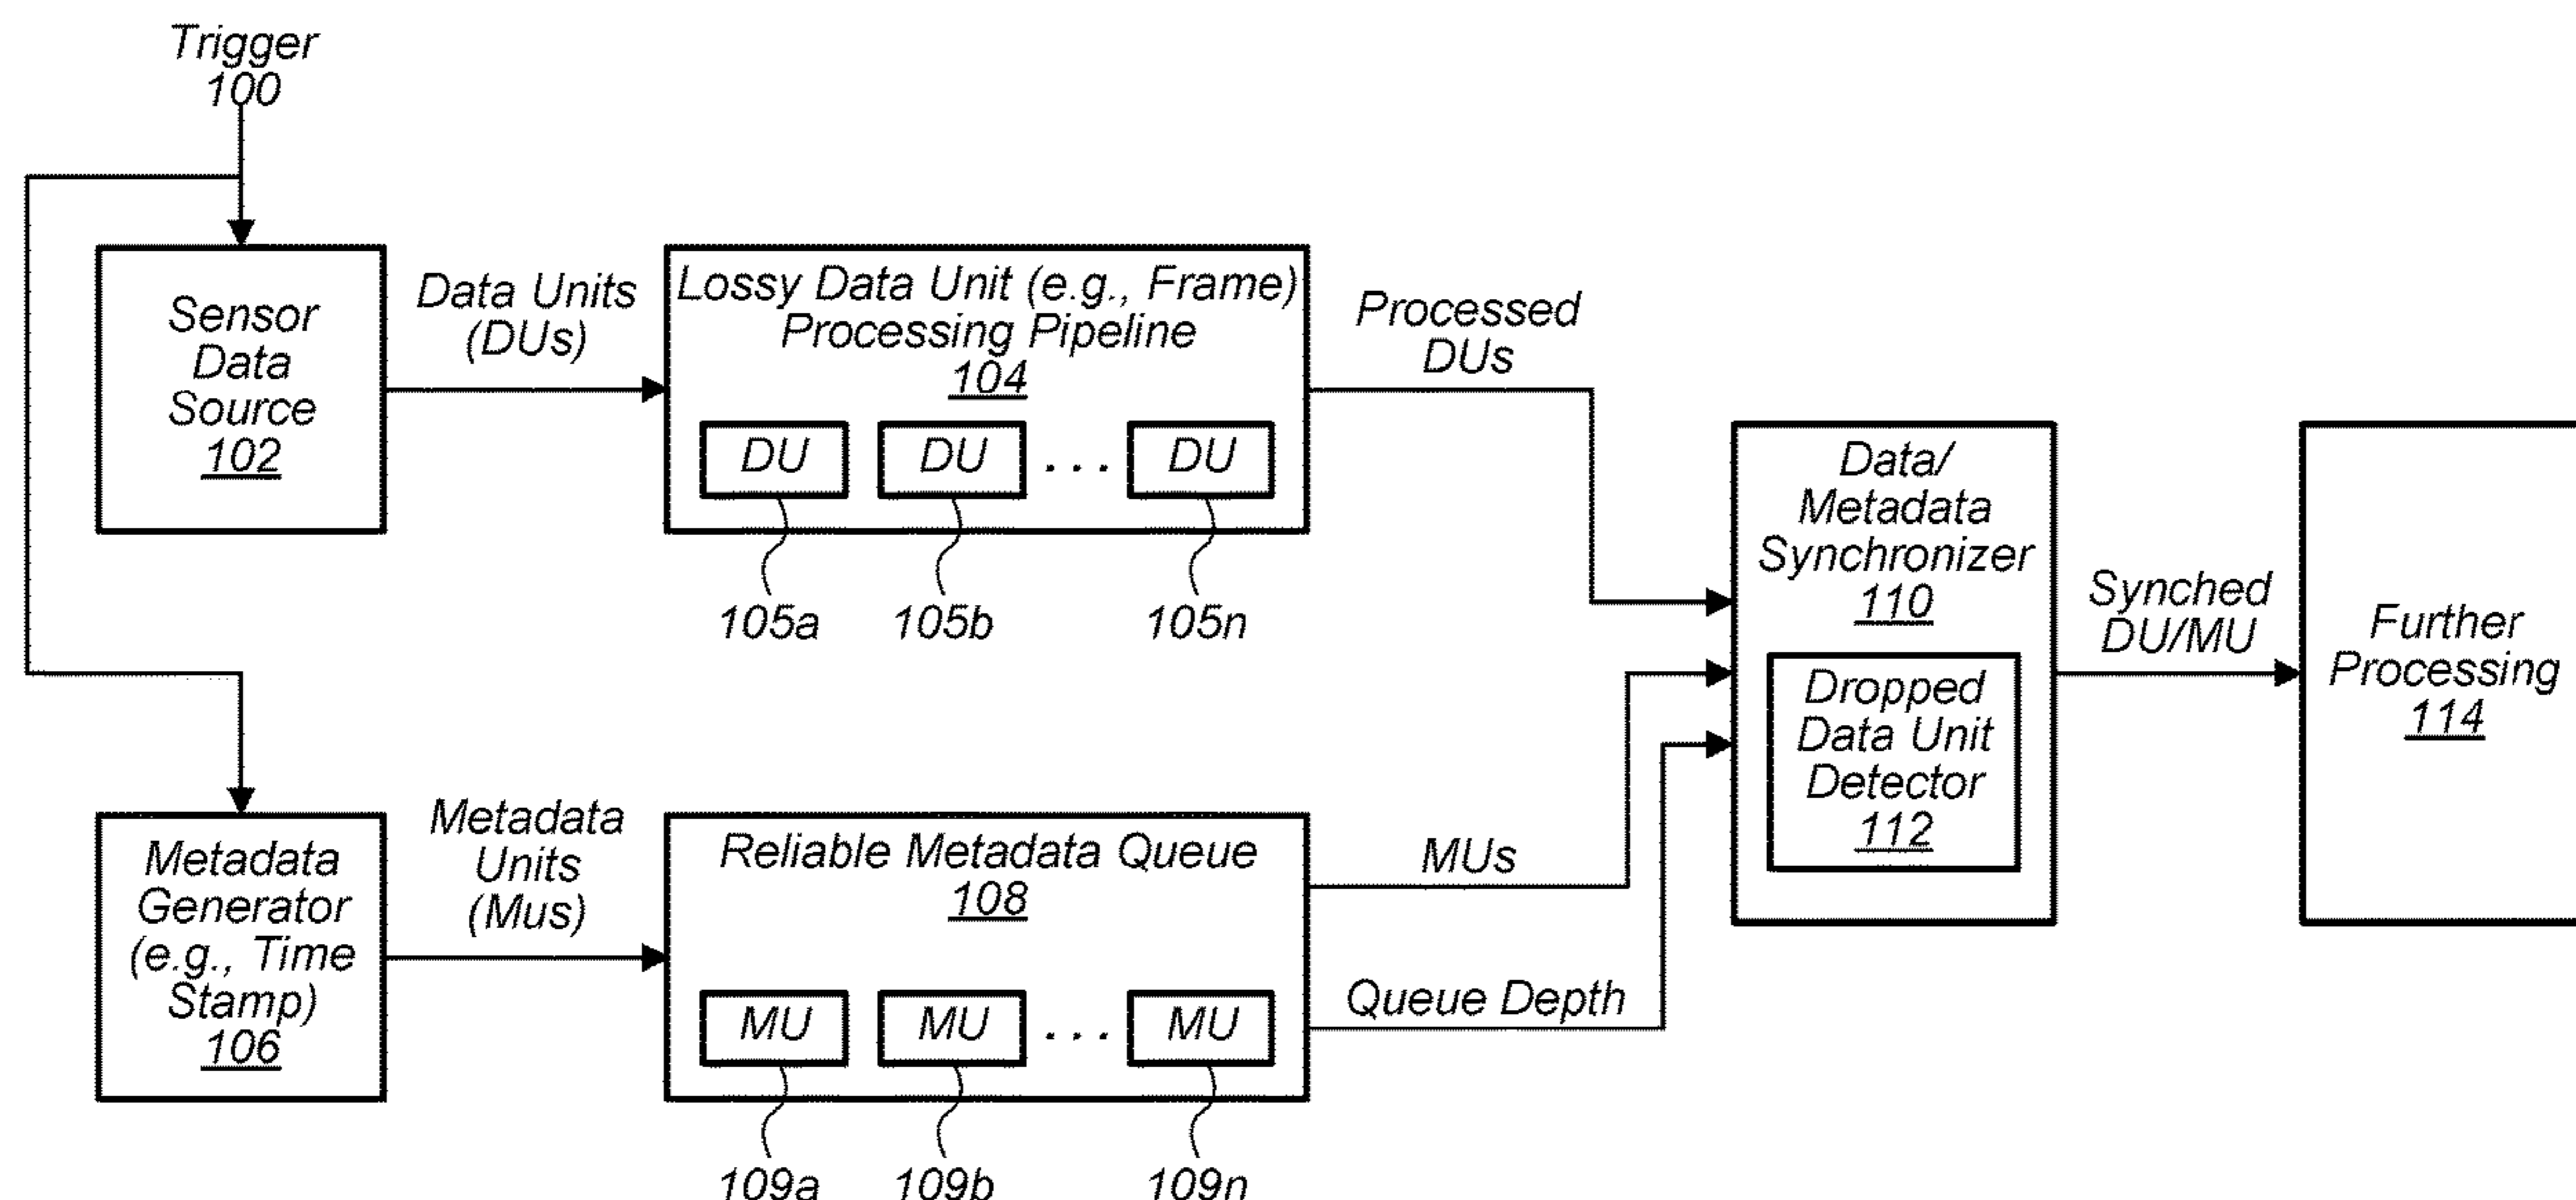 Trigger
100
Sensor
Data
Source
102
Data Units
(DUs)
Lossy Data Unit (e.g., Frame)
Processing Pipeline
104
DU
DU
...
DU
105a
105b
105n
Processed
DUs
Metadata
Generator
(e.g., Time
Stamp)
106
Metadata
Units
(Mus)
Reliable Metadata Queue
108
MU
MU
...
MU
109a
109b
109n
MUs
Queue Depth
Data/
Metadata
Synchronizer
110
Dropped
Data Unit
Detector
112
Synched
DU/MU
Further
Processing
114